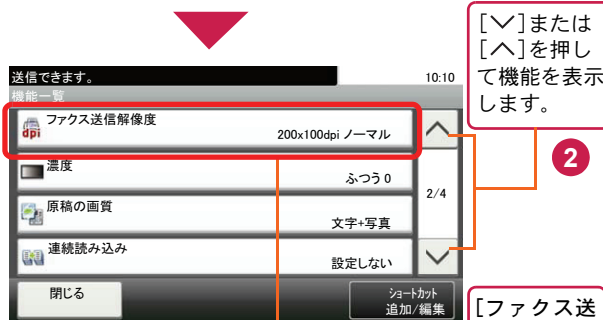 [∨]または
[∧]を押し
て機能を表示
します。
2
送信できます。
10:10
機能一覧
dpi
ファクス送信解像度
200x100dpi ノーマル
濃度
ふつう 0
2/4
原稿の画質
文字+写真
連続読み込み
設定しない
閉じる
ショートカット
追加/編集
[ファクス送